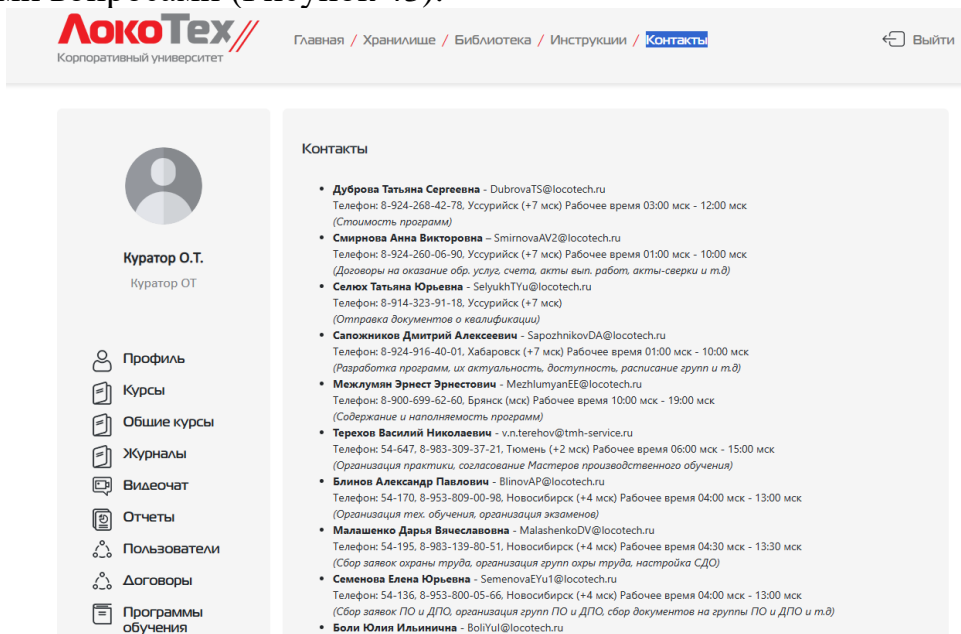 ми вопросами (Рисунок 45).
ЛокоТех//
Корпоративный университет
Главная / Хранилище / Библиотека / Инструкции / Контакты
Выйти
Куратор О.Т.
Куратор ОТ
Профиль
Курсы
Общие курсы
Журналы
Видеочат
Отчеты
Пользователи
Договоры
Программы
обучения
Контакты
• Дуброва Татьяна Сергеевна - DubrovaTS@locotech.ru
Телефон: 8-924-268-42-78, Уссурийск (+7 мск) Рабочее время 03:00 мск - 12:00 мск
(Стоимость программ)
• Смирнова Анна Викторовна – SmirnovaAV2@locotech.ru
Телефон: 8-924-260-06-90, Уссурийск (+7 мск) Рабочее время 01:00 мск - 10:00 мск
(Договоры на оказание обр. услуг, счета, акты вып. работ, акты-сверки и т.д)
• Селюх Татьяна Юрьевна - SelyukhTYu@locotech.ru
Телефон: 8-914-323-91-18, Уссурийск (+7 мск)
(Отправка документов о квалификации)
• Сапожников Дмитрий Алексеевич - SapozhnikovDA@locotech.ru
Телефон: 8-924-916-40-01, Хабаровск (+7 мск) Рабочее время 01:00 мск - 10:00 мск
(Разработка программ, их актуальность, доступность, расписание групп и т.д)
• Межлумян Эрнест Эрнестович - MezhlumyanEE@locotech.ru
Телефон: 8-900-699-62-60, Брянск (мск) Рабочее время 10:00 мск - 19:00 мск
(Содержание и наполняемость программ)
• Терехов Василий Николаевич - v.n.terehov@tmh-service.ru
Телефон: 54-647, 8-983-309-37-21, Тюмень (+2 мск) Рабочее время 06:00 мск - 15:00 мск
(Организация практики, согласование Мастеров производственного обучения)
• Блинов Александр Павлович - BlinovAP@locotech.ru
Телефон: 54-170, 8-953-809-00-98, Новосибирск (+4 мск) Рабочее время 04:00 мск - 13:00 мск
(Организация тех. обучения, организация экзаменов)
• Малашенко Дарья Вячеславовна - MalashenkoDV@locotech.ru
Телефон: 54-195, 8-983-139-80-51, Новосибирск (+4 мск) Рабочее время 04:30 мск - 13:30 мск
(Сбор заявок охраны труда, организация групп охры труда, настройка СДО)
• Семенова Елена Юрьевна - SemenovaEYu1@locotech.ru
Телефон: 54-136, 8-953-800-05-66, Новосибирск (+4 мск) Рабочее время 04:00 мск - 13:00 мск
(Сбор заявок ПО и ДПО, организация групп ПО и ДПО, сбор документов на группы ПО и ДПО и т.д)
• Боли Юлия Ильинична - BoliYuI@locotech.ru